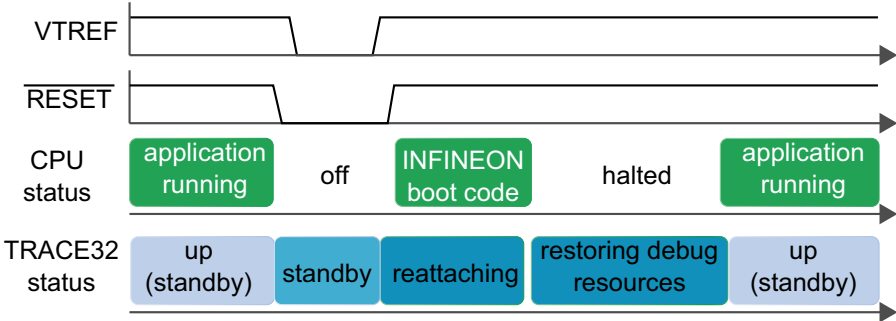 VTREF
RESET
CPU
status
application
running
off
INFINEON
boot code
halted
application
running
TRACE32
status
up
(standby)
standby
reattaching
restoring debug
resources
up
(standby)